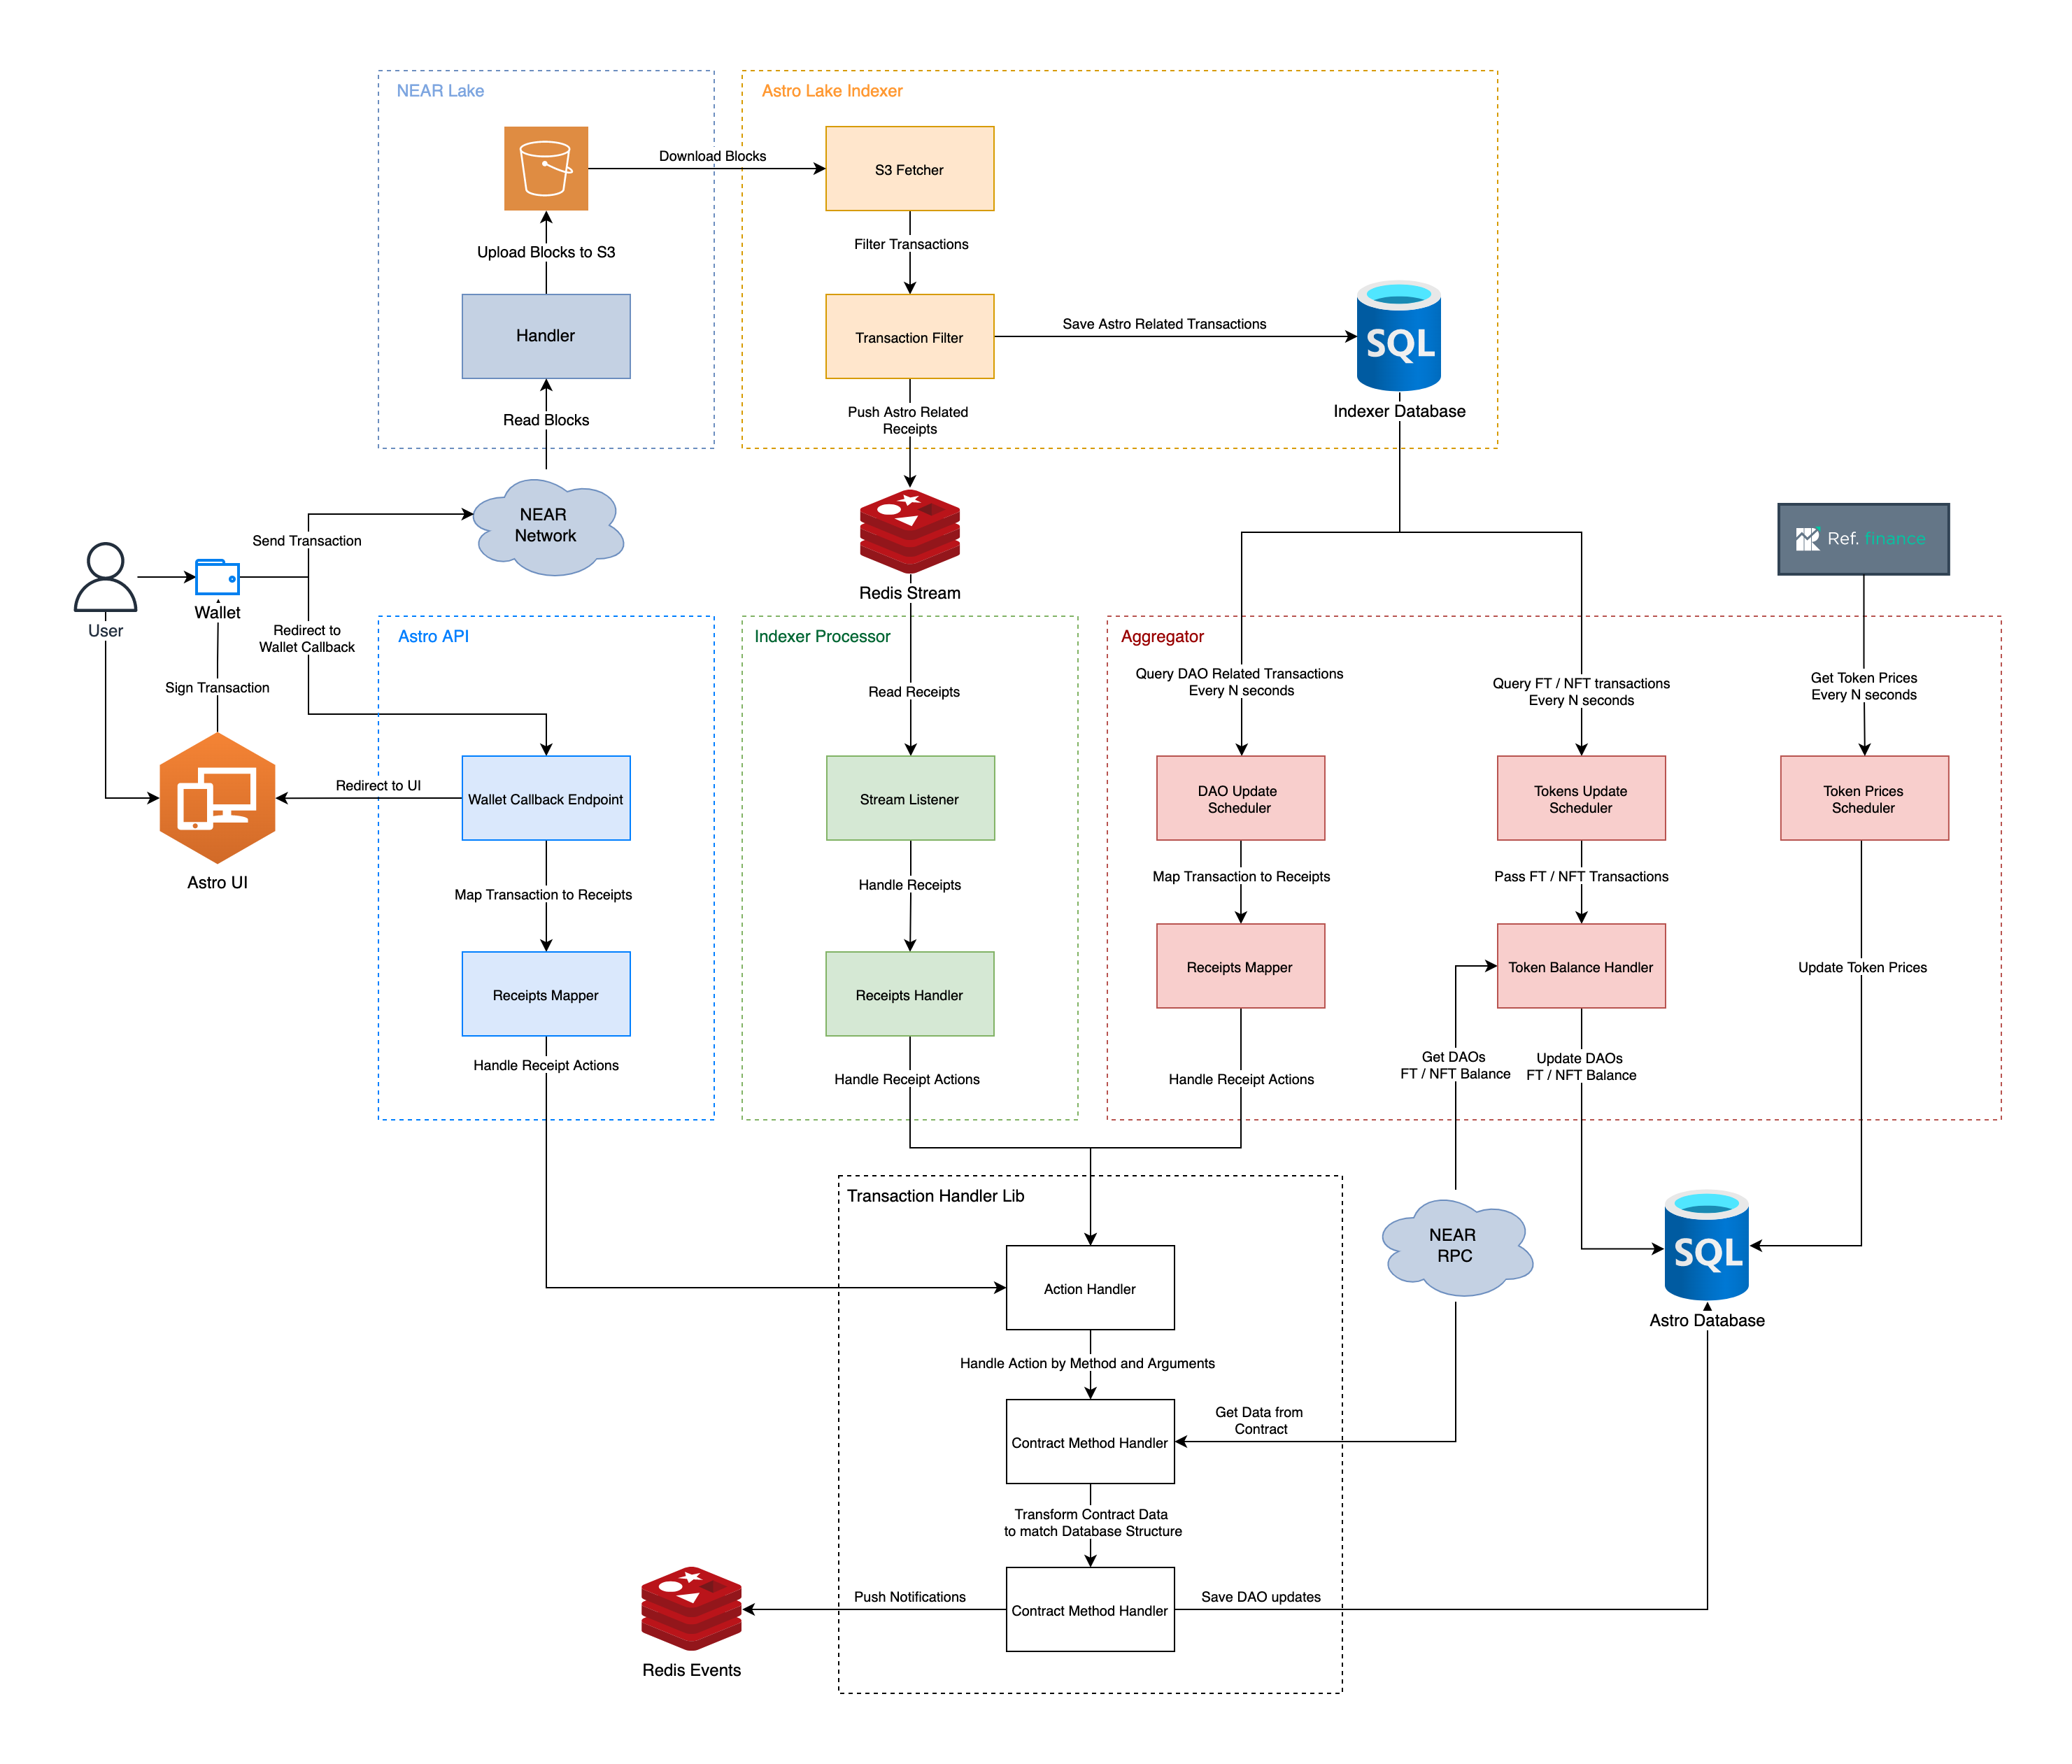 NEAR Lake
Astro Lake Indexer
Download Blocks
S3 Fetcher
Upload Blocks to S3
Filter Transactions
Handler
Transaction Filter
Save Astro Related Transactions
SQL
Indexer Database
Read Blocks
Push Astro Related
Receipts
NEAR
Network
Send Transaction
Ref. finance
Wallet
Redis Stream
User
Redirect to
Wallet Callback
Astro API
Indexer Processor
Aggregator
Sign Transaction
Read Receipts
Query DAO Related Transactions
Every N seconds
Query FT / NFT transactions
Every N seconds
Get Token Prices
Every N seconds
Redirect to UI
Wallet Callback Endpoint
Stream Listener
DAO Update
Scheduler
Tokens Update
Scheduler
Token Prices
Scheduler
Astro UI
Map Transaction to Receipts
Handle Receipts
Map Transaction to Receipts
Pass FT / NFT Transactions
Receipts Mapper
Receipts Handler
Receipts Mapper
Token Balance Handler
Update Token Prices
Handle Receipt Actions
Handle Receipt Actions
Handle Receipt Actions
Get DAOs
FT / NFT Balance
Update DAOs
FT / NFT Balance
Transaction Handler Lib
NEAR
RPC
SQL
Astro Database
Action Handler
Handle Action by Method and Arguments
Get Data from
Contract
Contract Method Handler
Transform Contract Data
to match Database Structure
Push Notifications
Contract Method Handler
Save DAO updates
Redis Events